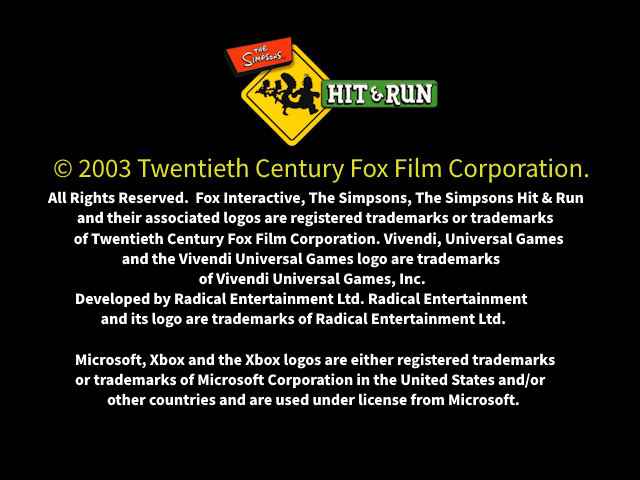 The Simpsons
HIT & RUN
© 2003 Twentieth Century Fox Film Corporation.
All Rights Reserved.  Fox Interactive, The Simpsons, The Simpsons Hit & Run
and their associated logos are registered trademarks or trademarks
of Twentieth Century Fox Film Corporation. Vivendi, Universal Games
and the Vivendi Universal Games logo are trademarks
of Vivendi Universal Games, Inc.
Developed by Radical Entertainment Ltd. Radical Entertainment
and its logo are trademarks of Radical Entertainment Ltd.
Microsoft, Xbox and the Xbox logos are either registered trademarks
or trademarks of Microsoft Corporation in the United States and/or
other countries and are used under license from Microsoft.